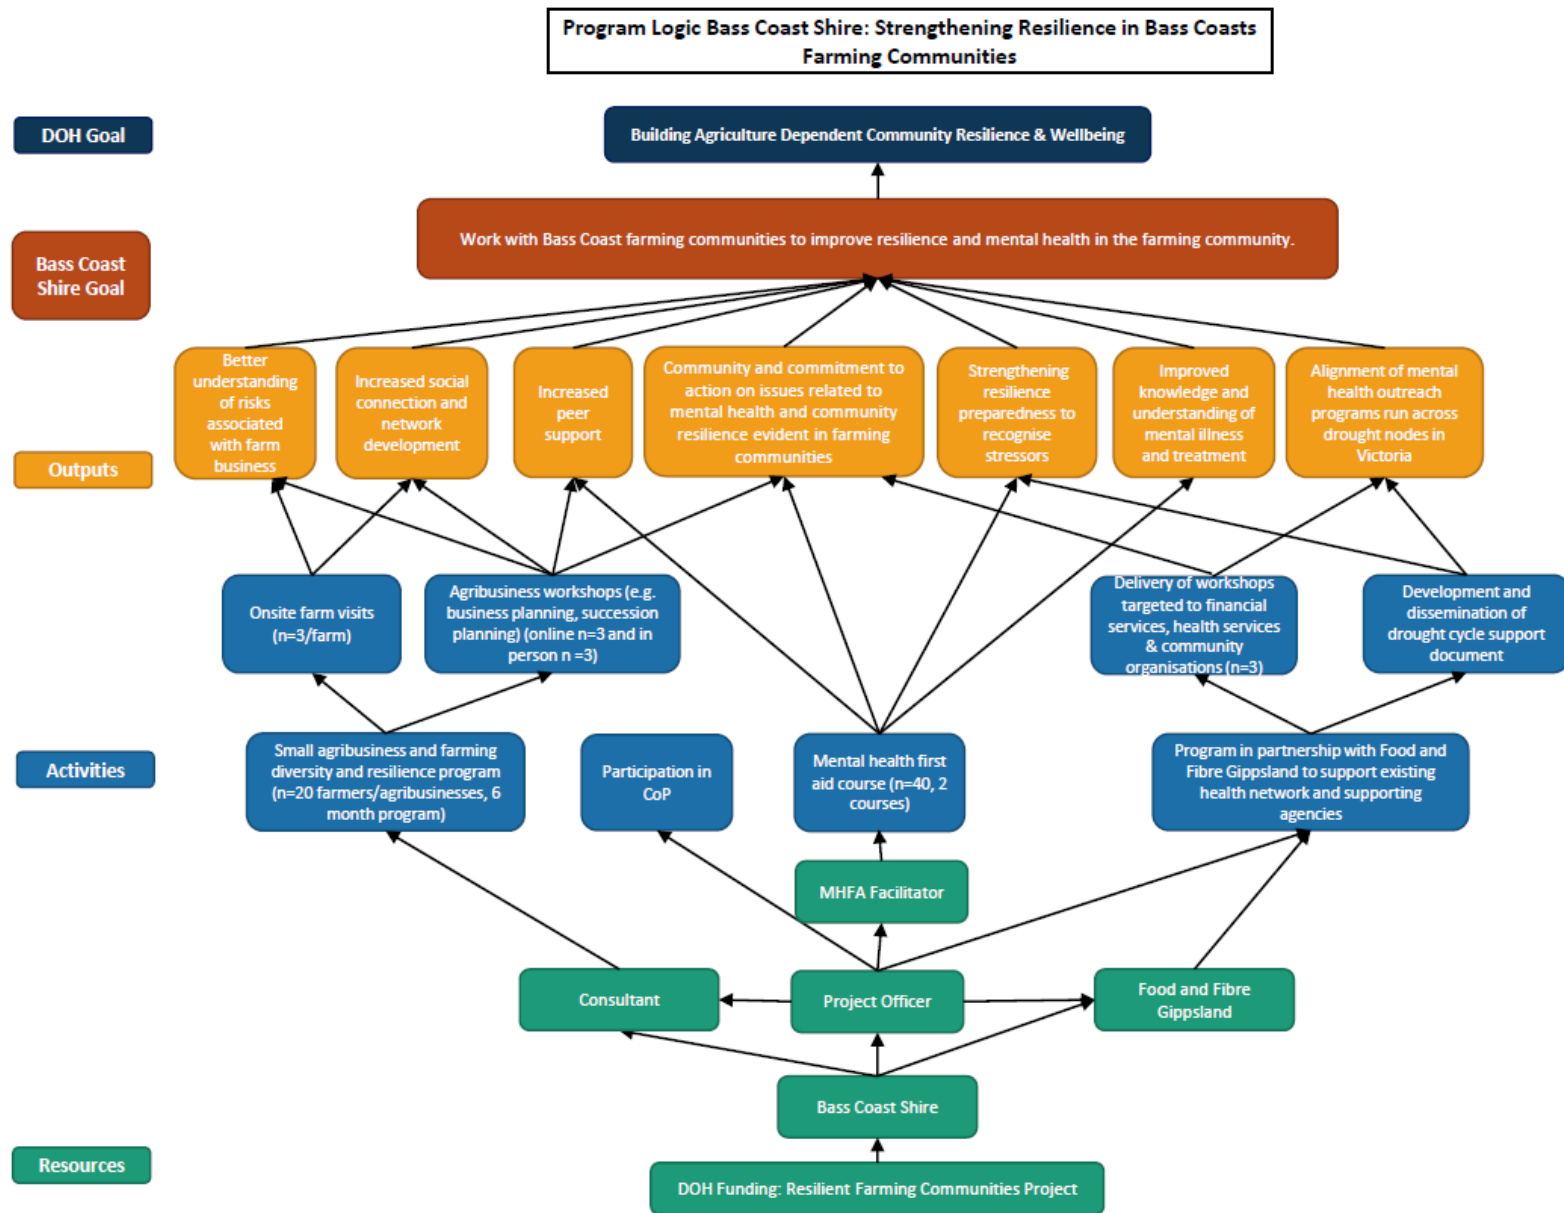 Program Logic Bass Coast Shire: Strengthening Resilience in Bass Coasts
Farming Communities
DOH Goal
Building Agriculture Dependent Community Resilience & Wellbeing
Bass Coast
Shire Goal
Work with Bass Coast farming communities to improve resilience and mental health in the farming community.
Outputs
Better
understanding
of risks
associated
with farm
business
Increased social
connection and
network
development
Increased
peer
support
Community and commitment to
action on issues related to
mental health and community
resilience evident in farming
communities
Strengthening
resilience
preparedness to
recognise
stressors
Improved
knowledge and
understanding of
mental illness
and treatment
Alignment of mental
health outreach
programs run across
drought nodes in
Victoria
Onsite farm visits
(n=3/farm)
Agribusiness workshops (e.g.
business planning, succession
planning) (online n=3 and in
person n =3)
Delivery of workshops
targeted to financial
services, health services
& community
organisations (n=3)
Development and
dissemination of
drought cycle support
document
Activities
Small agribusiness and farming
diversity and resilience program
(n=20 farmers/agribusinesses, 6
month program)
Participation in
CoP
Mental health first
aid course (n=40, 2
courses)
Program in partnership with Food and
Fibre Gippsland to support existing
health network and supporting
agencies
MHFA Facilitator
Consultant
Project Officer
Food and Fibre
Gippsland
Bass Coast Shire
Resources
DOH Funding: Resilient Farming Communities Project